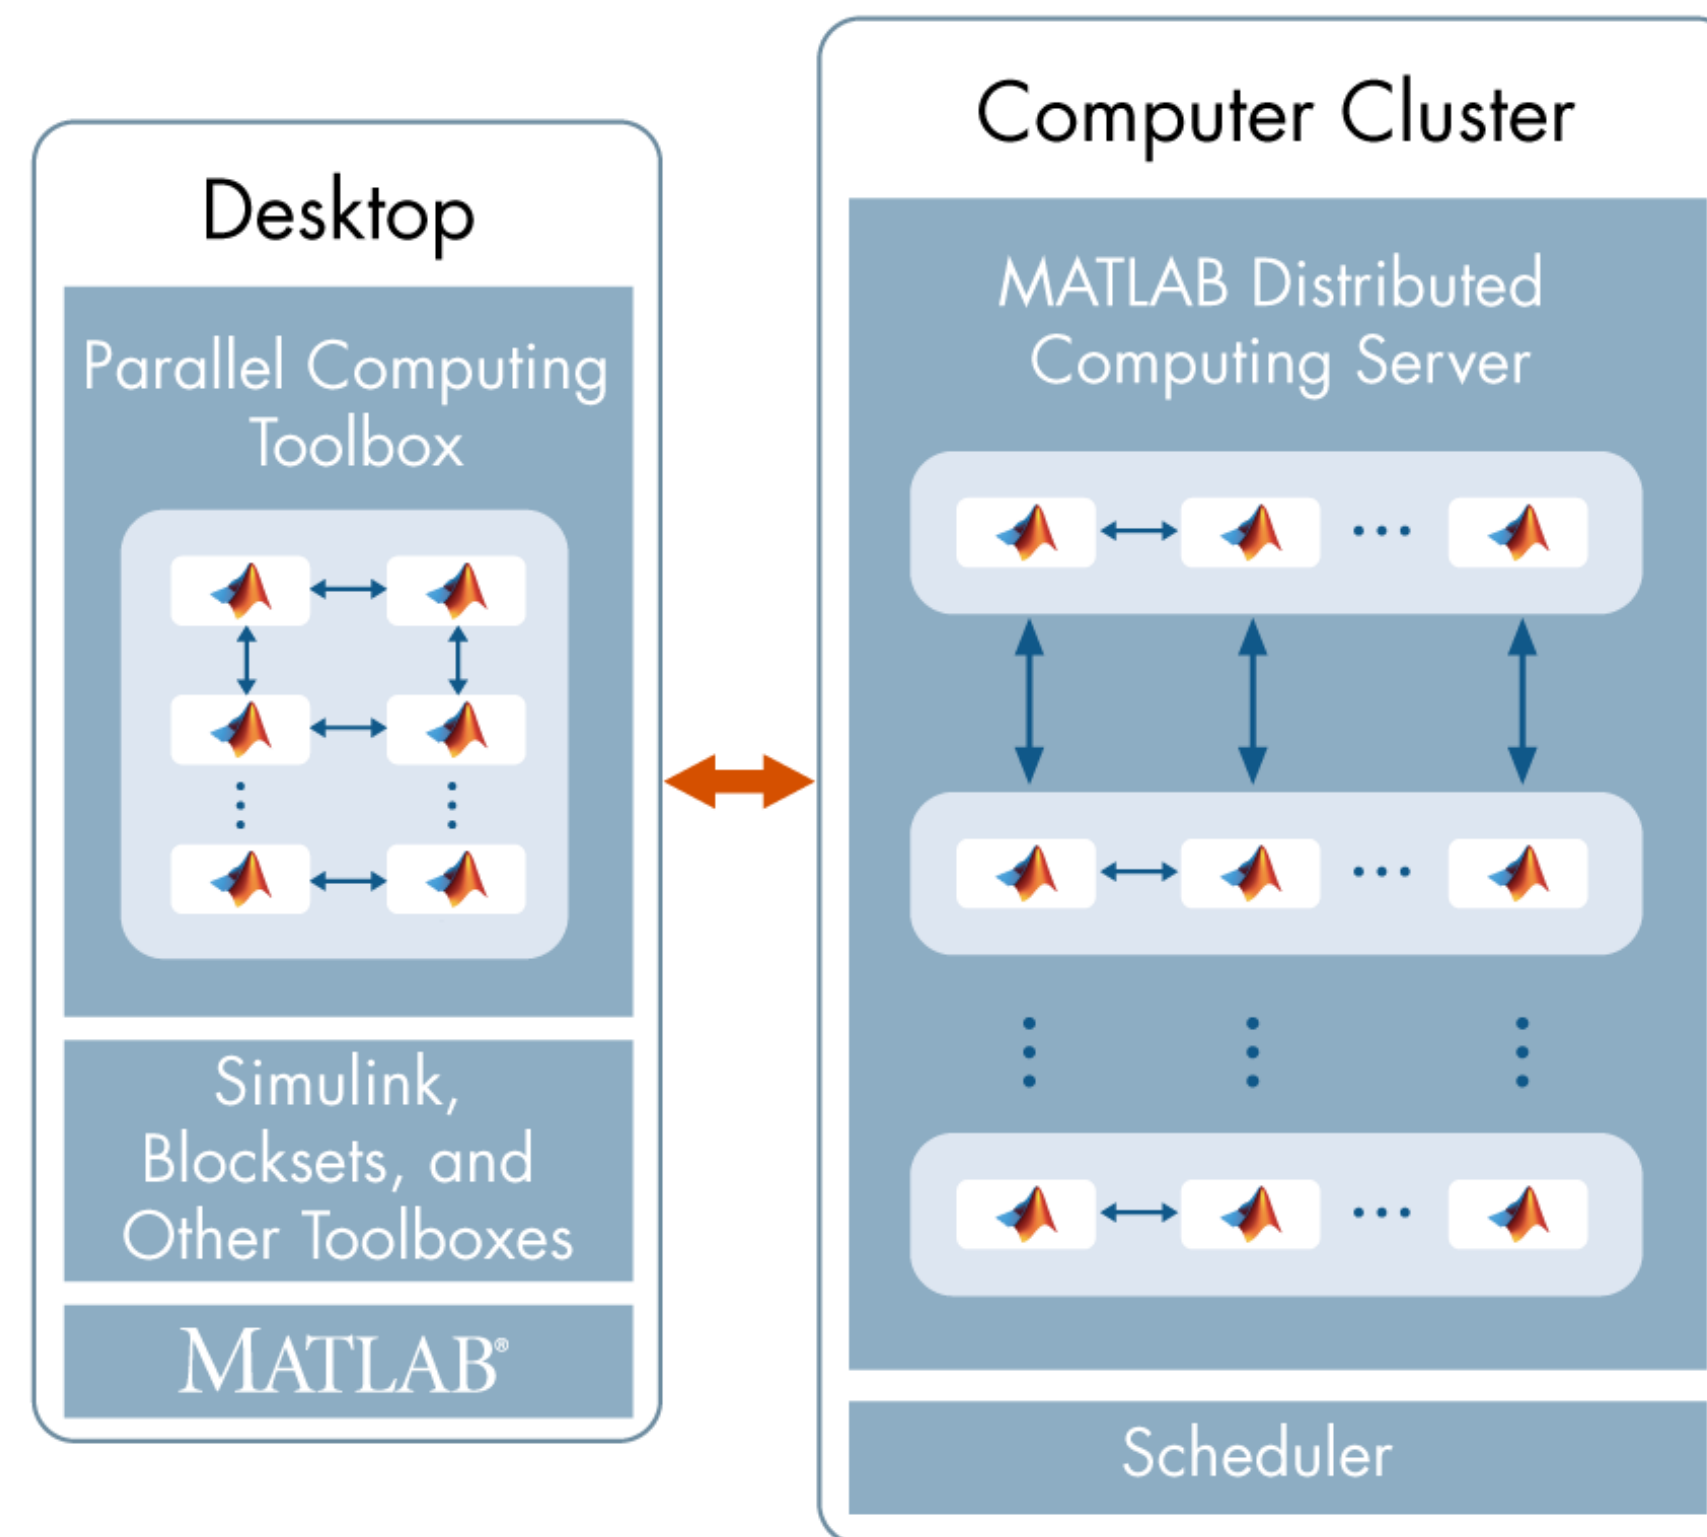 Desktop
Parallel Computing
Toolbox
Simulink,
Blocksets, and
Other Toolboxes
MATLAB®
Computer Cluster
MATLAB Distributed
Computing Server
Scheduler